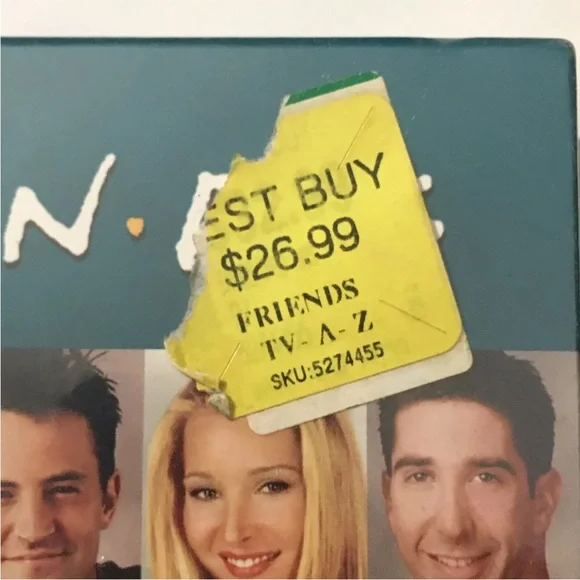 N
EST BUY
$26.99
FRIENDS
TV-A-Z
SKU:5274455